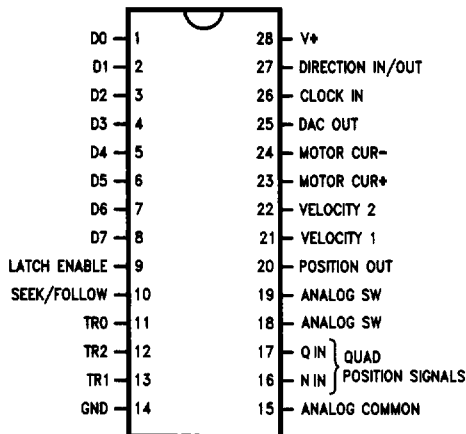 D0 1 28 V+
D1 2 27 DIRECTION IN/OUT
D2 3 26 CLOCK IN
D3 4 25 DAC OUT
D4 5 24 MOTOR CUR-
D5 6 23 MOTOR CUR+
D6 7 22 VELOCITY 2
D7 8 21 VELOCITY 1
LATCH ENABLE 9 20 POSITION OUT
SEEK/FOLLOW 10 19 ANALOG SW
TR0 11 18 ANALOG SW
TR2 12 17 Q IN QUAD
TR1 13 16 N IN POSITION SIGNALS
GND 14 15 ANALOG COMMON